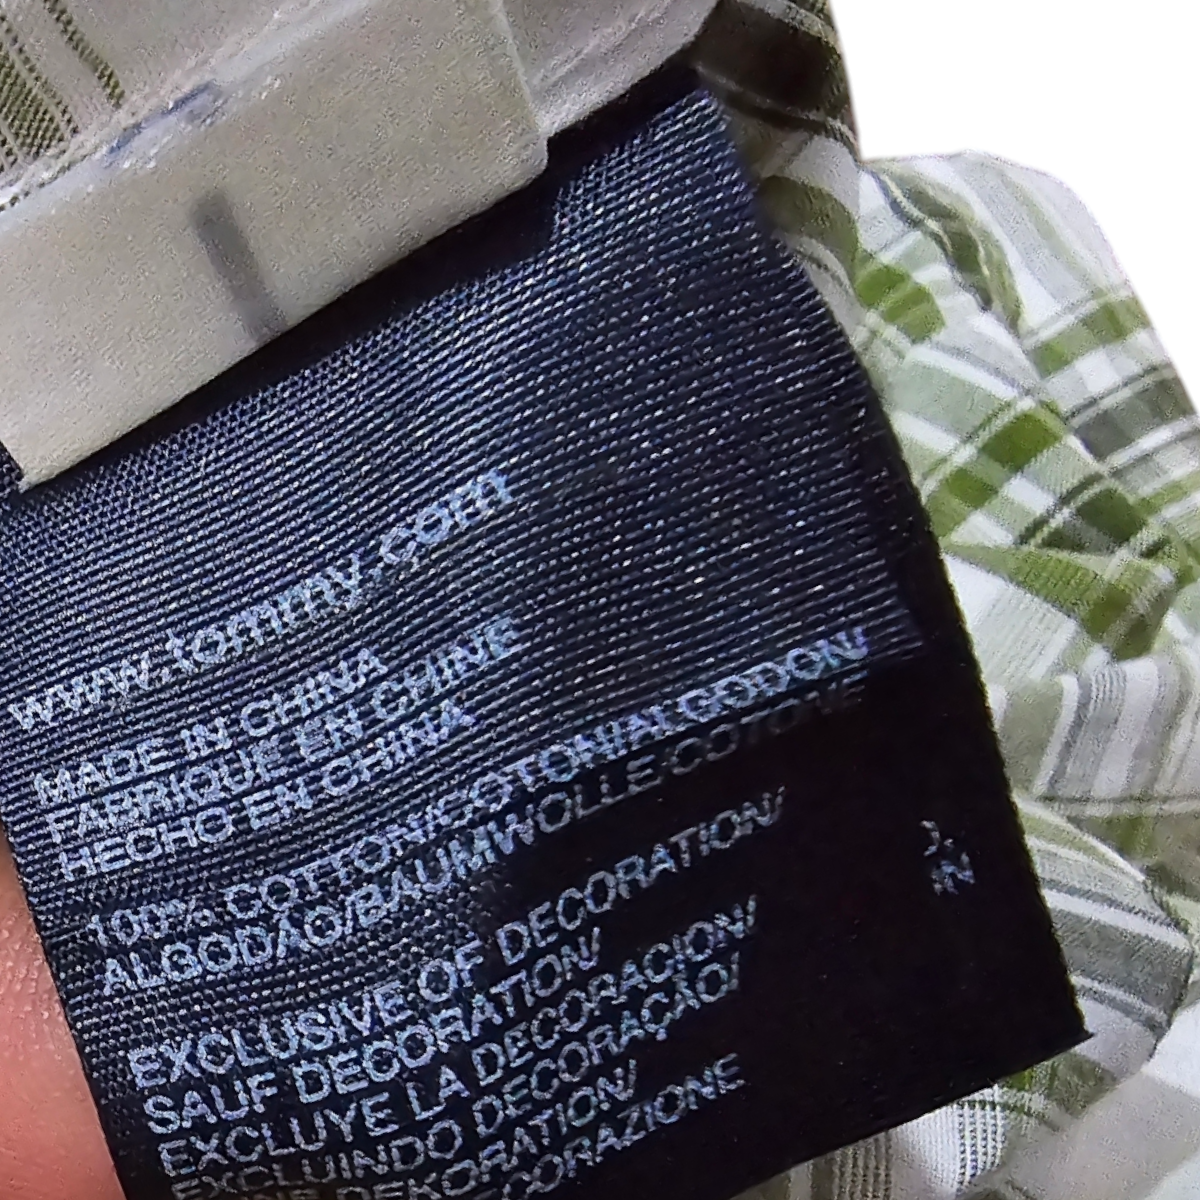 www.tommy.com
MADE IN CHINA
FABRIQUE EN CHINE
HECHO EN CHINA
100% COTTON/COTON/ALGODON/
ALGODÃO/BAUMWOLLE/COTONE
EXCLUSIVE OF DECORATION/
SAUF DECORATION/
EXCLUYE LA DECORACION/
EXCLUINDO DECORAÇÃO/
DEKORATION/
DECORAZIONE